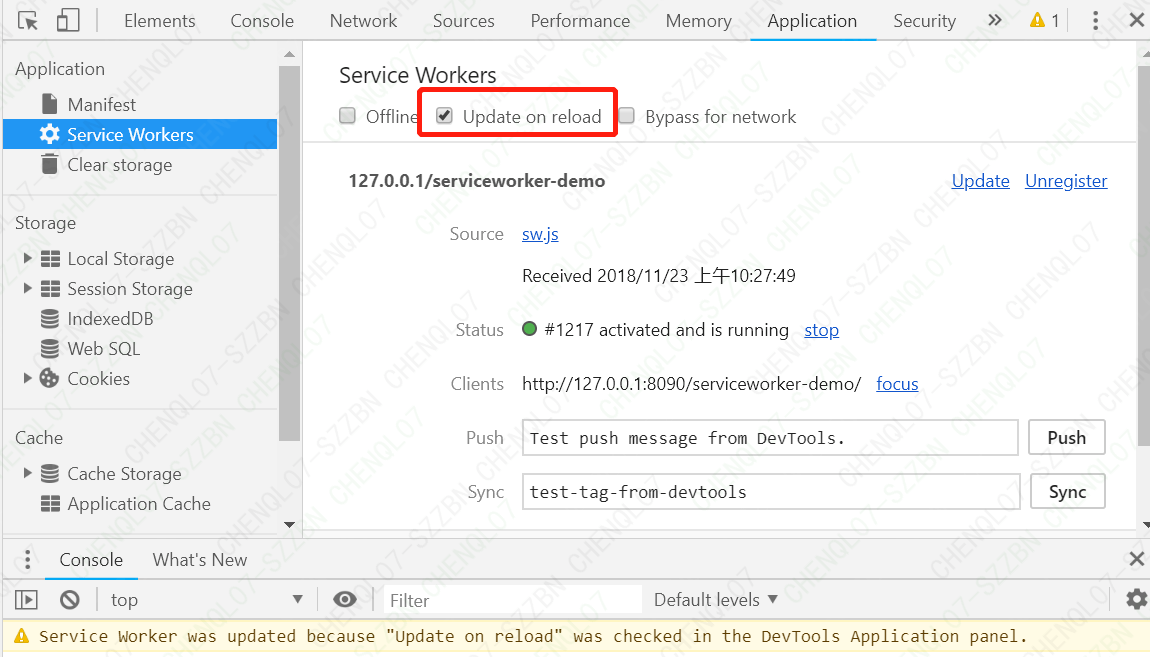 Elements Console Network Sources Performance Memory Application Security » 1
Application
Manifest
Service Workers
Clear storage
Storage
Local Storage
Session Storage
IndexedDB
Web SQL
Cookies
Cache
Cache Storage
Application Cache
Service Workers
Offline Update on reload Bypass for network
127.0.0.1/serviceworker-demo Update Unregister
Source sw.js
Received 2018/11/23 上午10:27:49
Status #1217 activated and is running stop
Clients http://127.0.0.1:8090/serviceworker-demo/ focus
Push Test push message from DevTools. Push
Sync test-tag-from-devtools Sync
Console What's New
top Filter Default levels
Service Worker was updated because "Update on reload" was checked in the DevTools Application panel.
CHENQL07-SZZBN